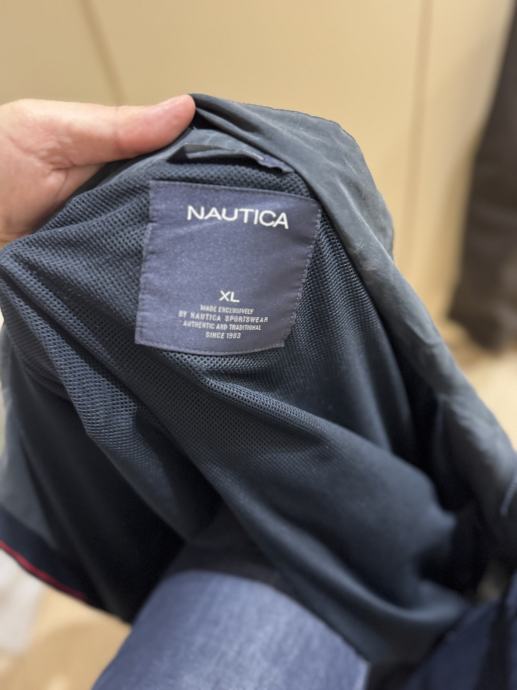 NAUTICA
XL
MADE EXCLUSIVELY
BY NAUTICA SPORTSWEAR
AUTHENTIC AND TRADITIONAL
SINCE 1983